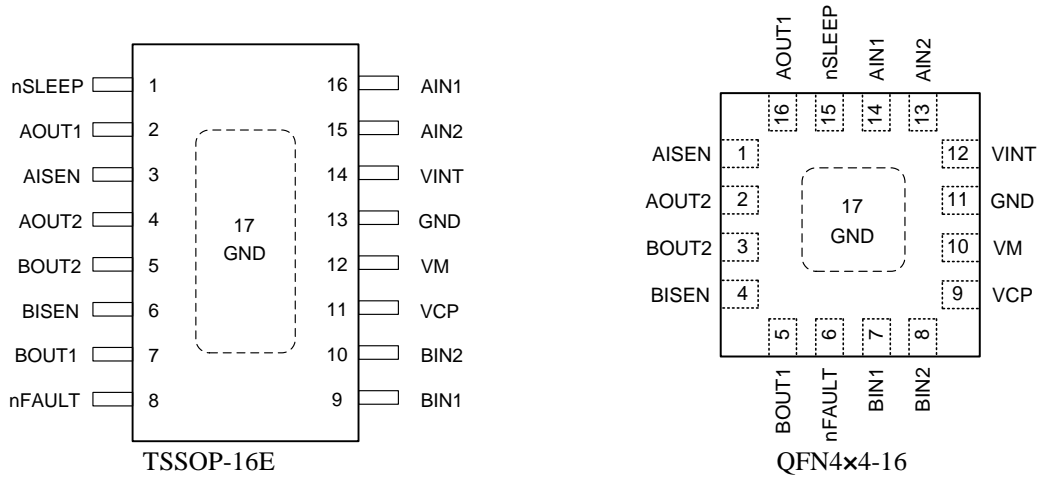 nSLEEP 1 16 AIN1
AOUT1 2 15 AIN2
AISEN 3 14 VINT
AOUT2 4 13 GND
BOUT2 5 12 VM
BISEN 6 11 VCP
BOUT1 7 10 BIN2
nFAULT 8 9 BIN1
17
GND
TSSOP-16E
AOUT1 nSLEEP AIN1 AIN2
16 15 14 13
AISEN 1 12 VINT
AOUT2 2 11 GND
BOUT2 3 10 VM
BISEN 4 9 VCP
17
GND
5 6 7 8
BOUT1 nFAULT BIN1 BIN2
QFN4×4-16